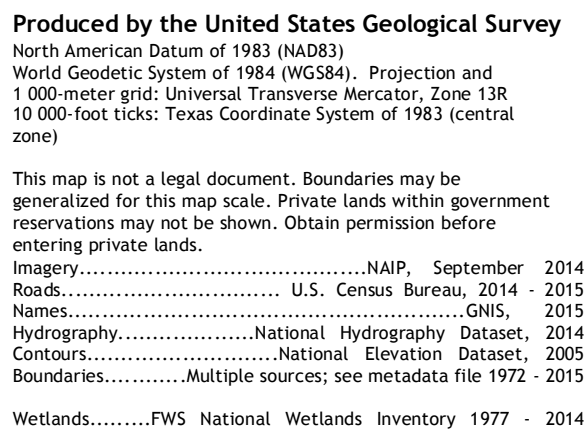 Produced by the United States Geological Survey
North American Datum of 1983 (NAD83)
World Geodetic System of 1984 (WGS84).  Projection and
1 000-meter grid: Universal Transverse Mercator, Zone 13R
10 000-foot ticks: Texas Coordinate System of 1983 (central
zone)
This map is not a legal document. Boundaries may be
generalized for this map scale. Private lands within government
reservations may not be shown. Obtain permission before
entering private lands.
Imagery.........................................NAIP, September 2014
Roads............................... U.S. Census Bureau, 2014 - 2015
Names.........................................................GNIS, 2015
Hydrography....................National Hydrography Dataset, 2014
Contours............................National Elevation Dataset, 2005
Boundaries............Multiple sources; see metadata file 1972 - 2015
Wetlands.........FWS National Wetlands Inventory 1977 - 2014